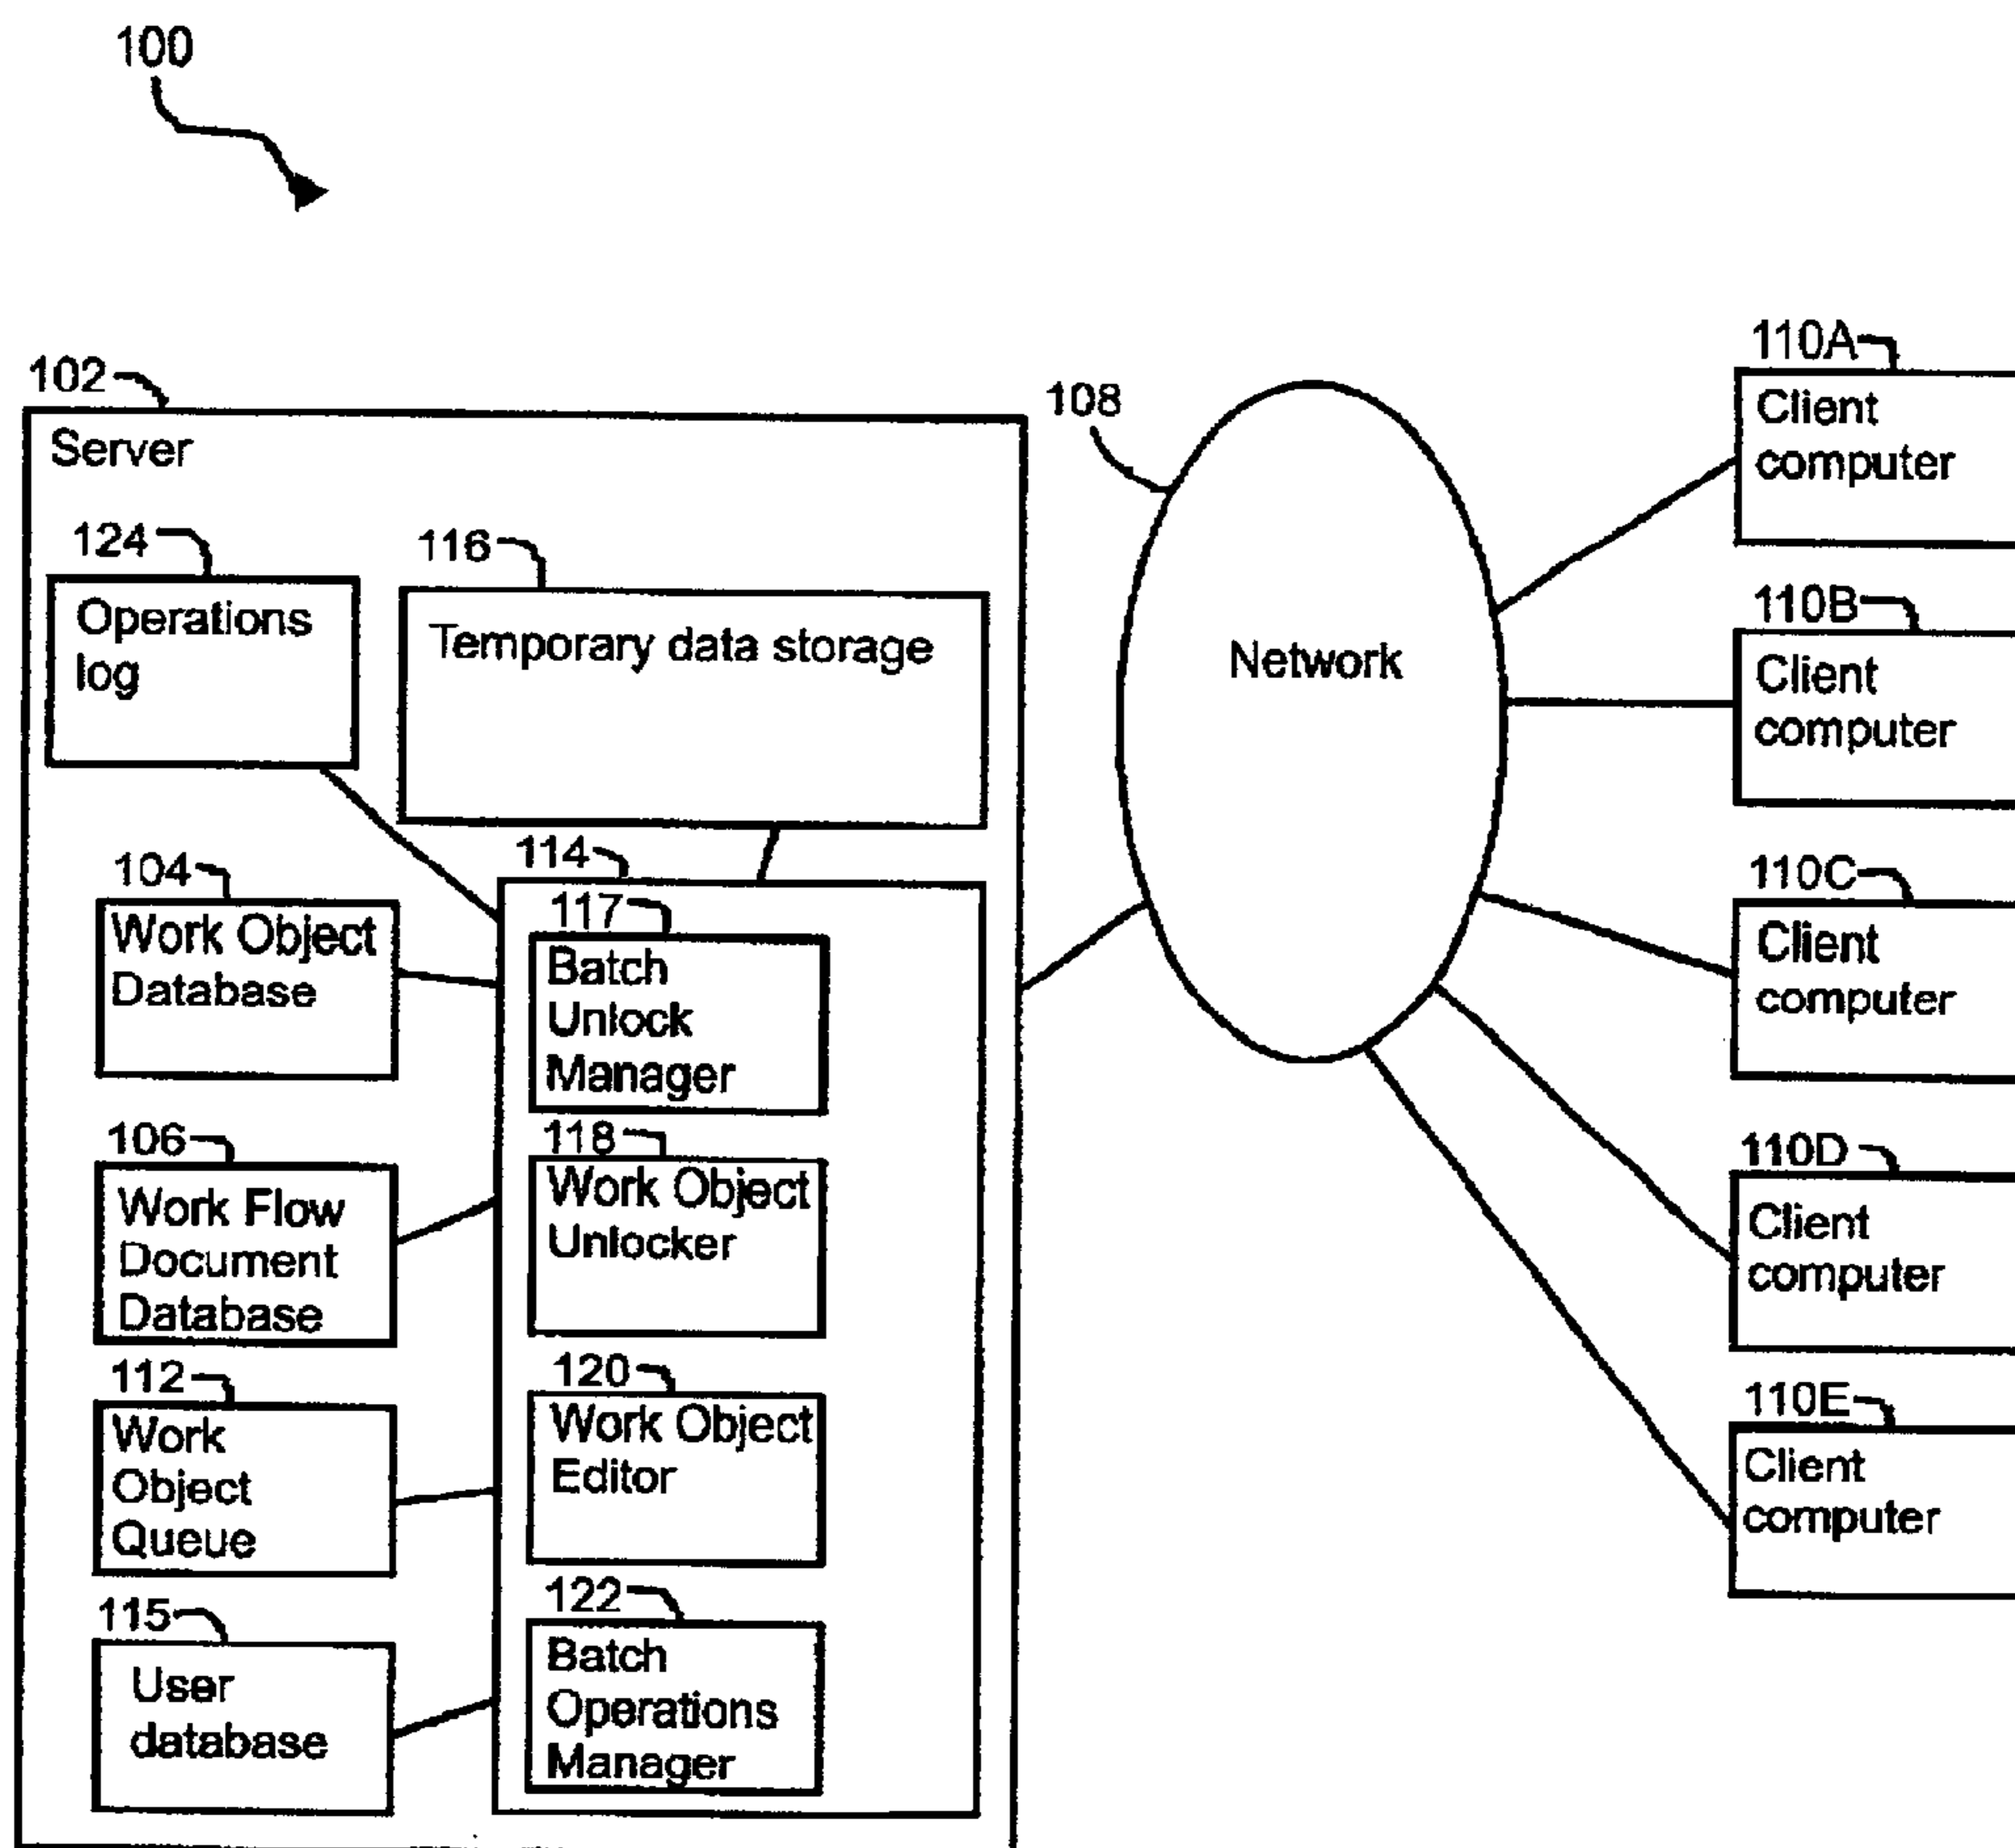 100
102
Server
124
Operations
log
116
Temporary data storage
104
Work Object
Database
106
Work Flow
Document
Database
112
Work
Object
Queue
115
User
database
114
117
Batch
Unlock
Manager
118
Work Object
Unlocker
120
Work Object
Editor
122
Batch
Operations
Manager
108
Network
110A
Client
computer
110B
Client
computer
110C
Client
computer
110D
Client
computer
110E
Client
computer